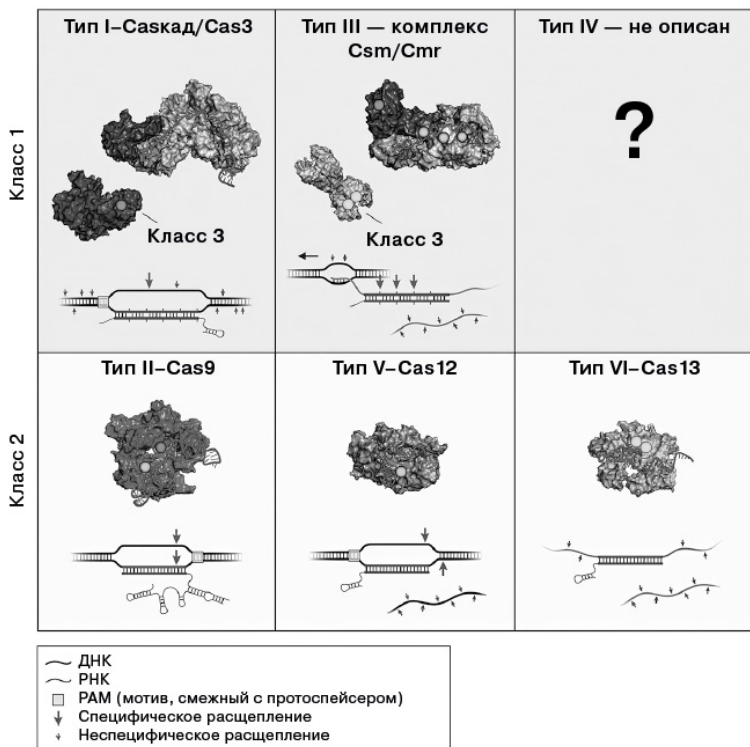 Тип I–Casкад/Cas3
Тип III — комплекс
Csm/Cmr
Тип IV — не описан
?
Класс 1
Класс 3
Класс 3
Тип II–Cas9
Тип V–Cas12
Тип VI–Cas13
Класс 2
ДНК
РНК
PAM (мотив, смежный с протоспейсером)
Специфическое расщепление
Неспецифическое расщепление